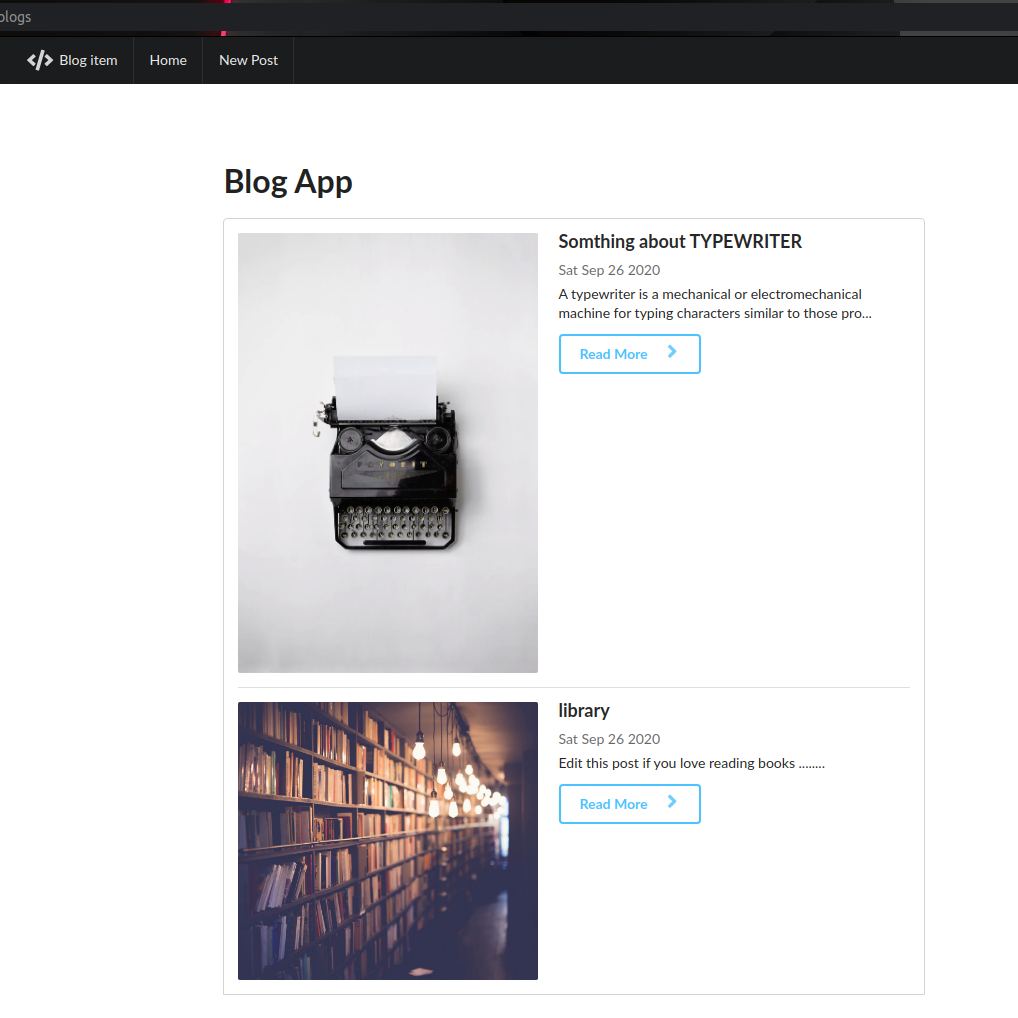 blogs
Blog item Home New Post
Blog App
Somthing about TYPEWRITER
Sat Sep 26 2020
A typewriter is a mechanical or electromechanical
machine for typing characters similar to those pro...
Read More
library
Sat Sep 26 2020
Edit this post if you love reading books ........
Read More